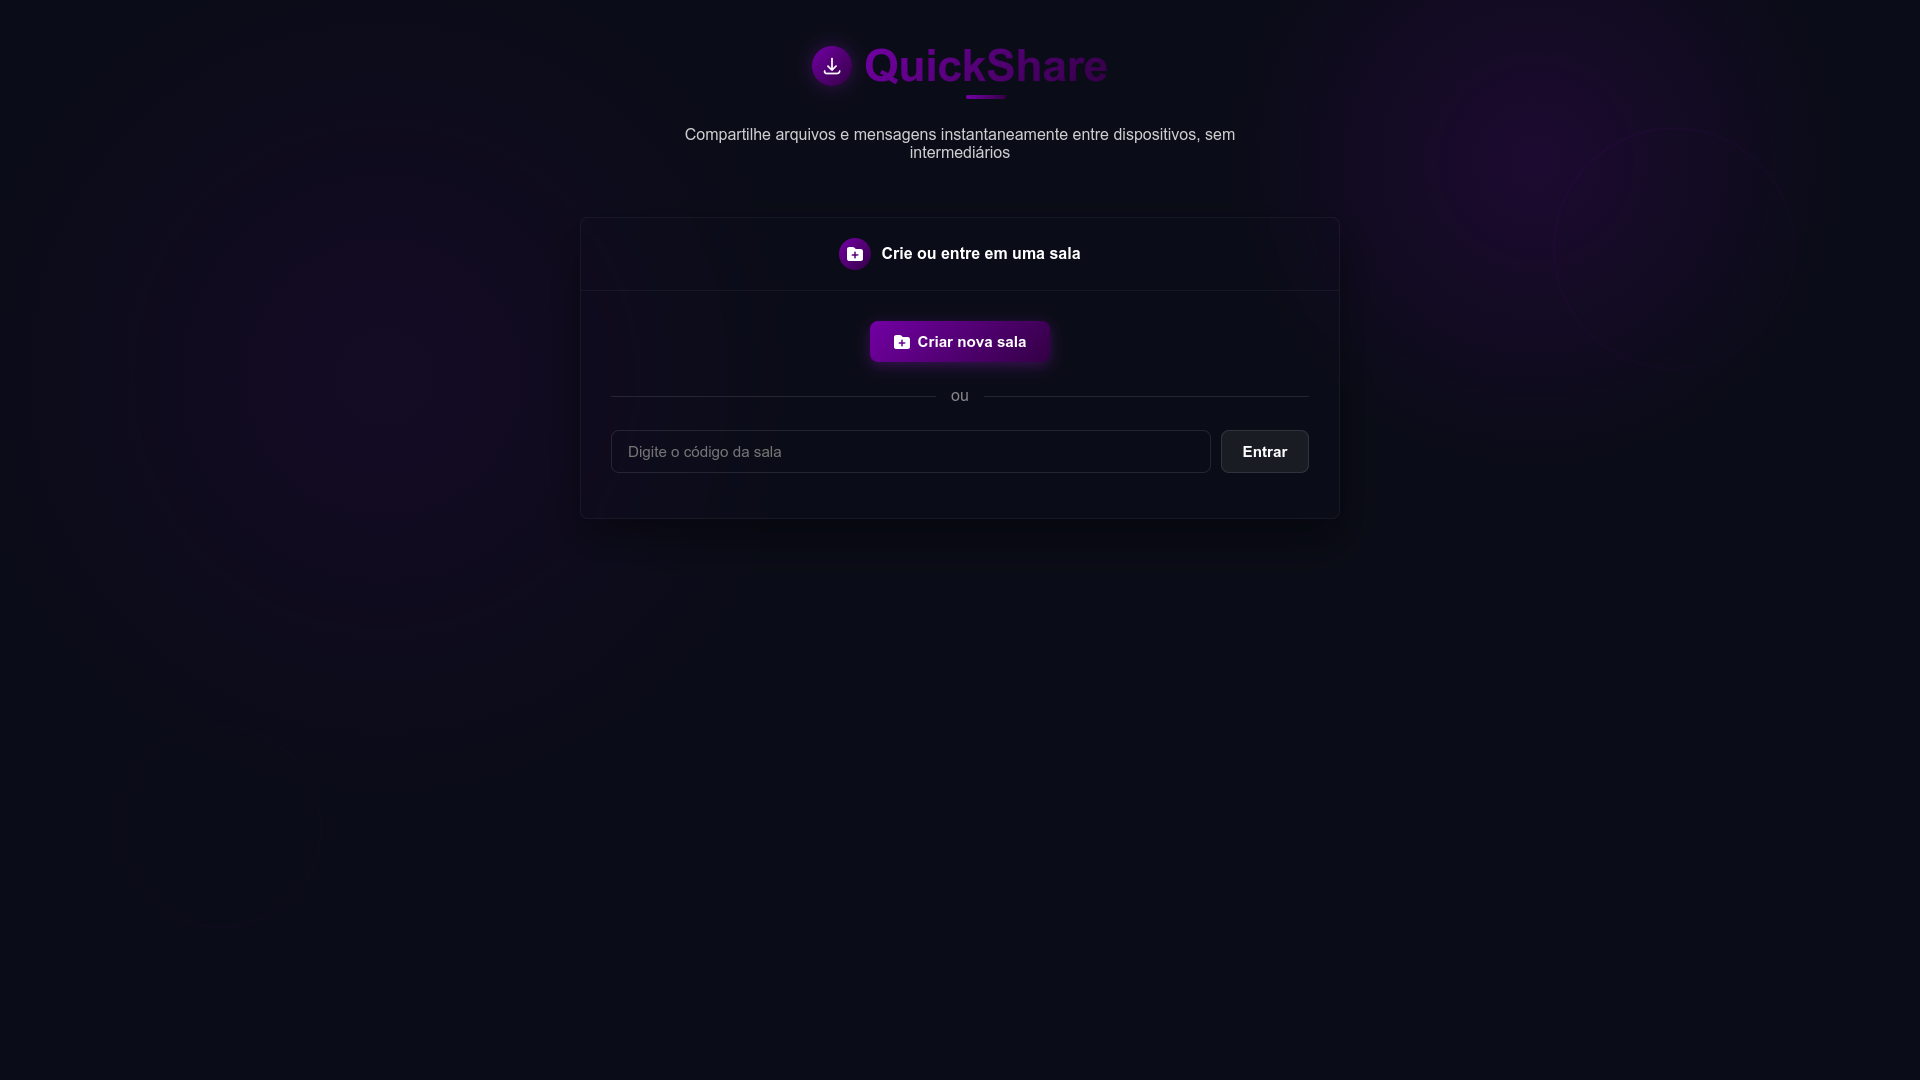 QuickShare
Compartilhe arquivos e mensagens instantaneamente entre dispositivos, sem
intermediários
Crie ou entre em uma sala
Criar nova sala
ou
Digite o código da sala
Entrar